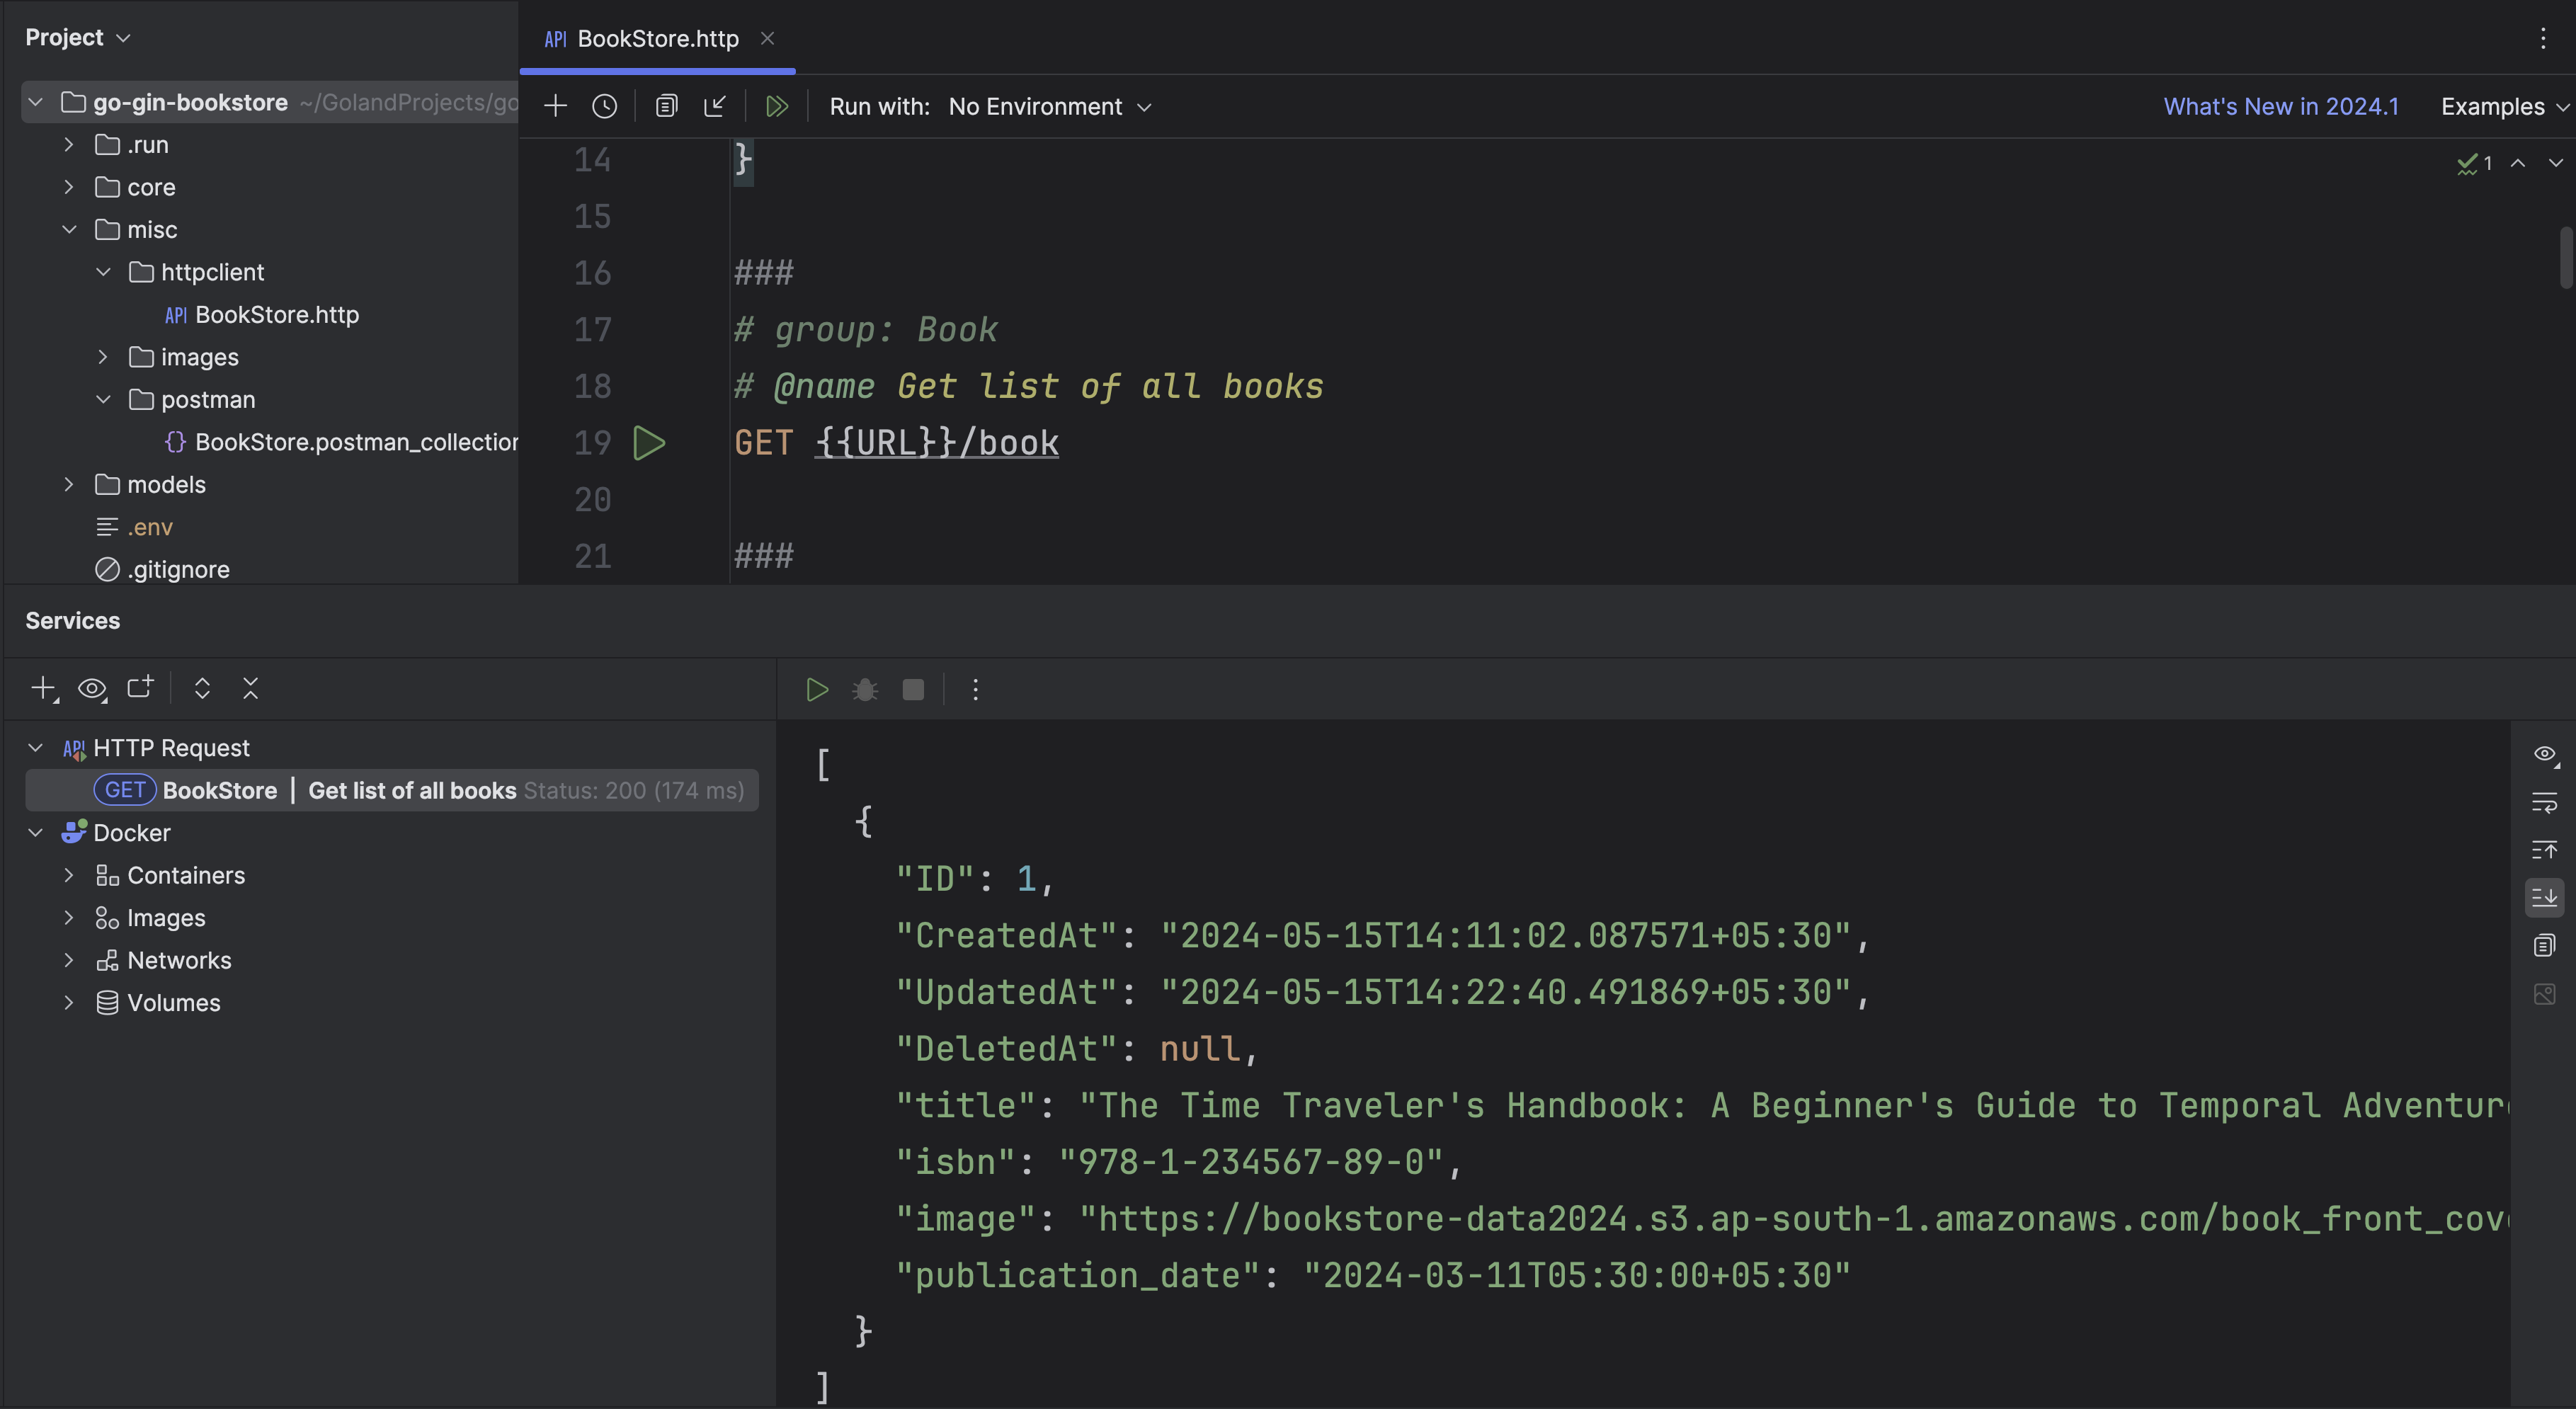 Project
go-gin-bookstore ~/GolandProjects/go
.run
core
misc
httpclient
API BookStore.http
images
postman
{} BookStore.postman_collection
models
.env
.gitignore
API BookStore.http
Run with: No Environment
What's New in 2024.1 Examples
1
14 }
15
16 ###
17 # group: Book
18 # @name Get list of all books
19 GET {{URL}}/book
20
21 ###
Services
API HTTP Request
GET BookStore | Get list of all books Status: 200 (174 ms)
Docker
Containers
Images
Networks
Volumes
[
{
"ID": 1,
"CreatedAt": "2024-05-15T14:11:02.087571+05:30",
"UpdatedAt": "2024-05-15T14:22:40.491869+05:30",
"DeletedAt": null,
"title": "The Time Traveler's Handbook: A Beginner's Guide to Temporal Adventur
"isbn": "978-1-234567-89-0",
"image": "https://bookstore-data2024.s3.ap-south-1.amazonaws.com/book_front_cov
"publication_date": "2024-03-11T05:30:00+05:30"
}
]